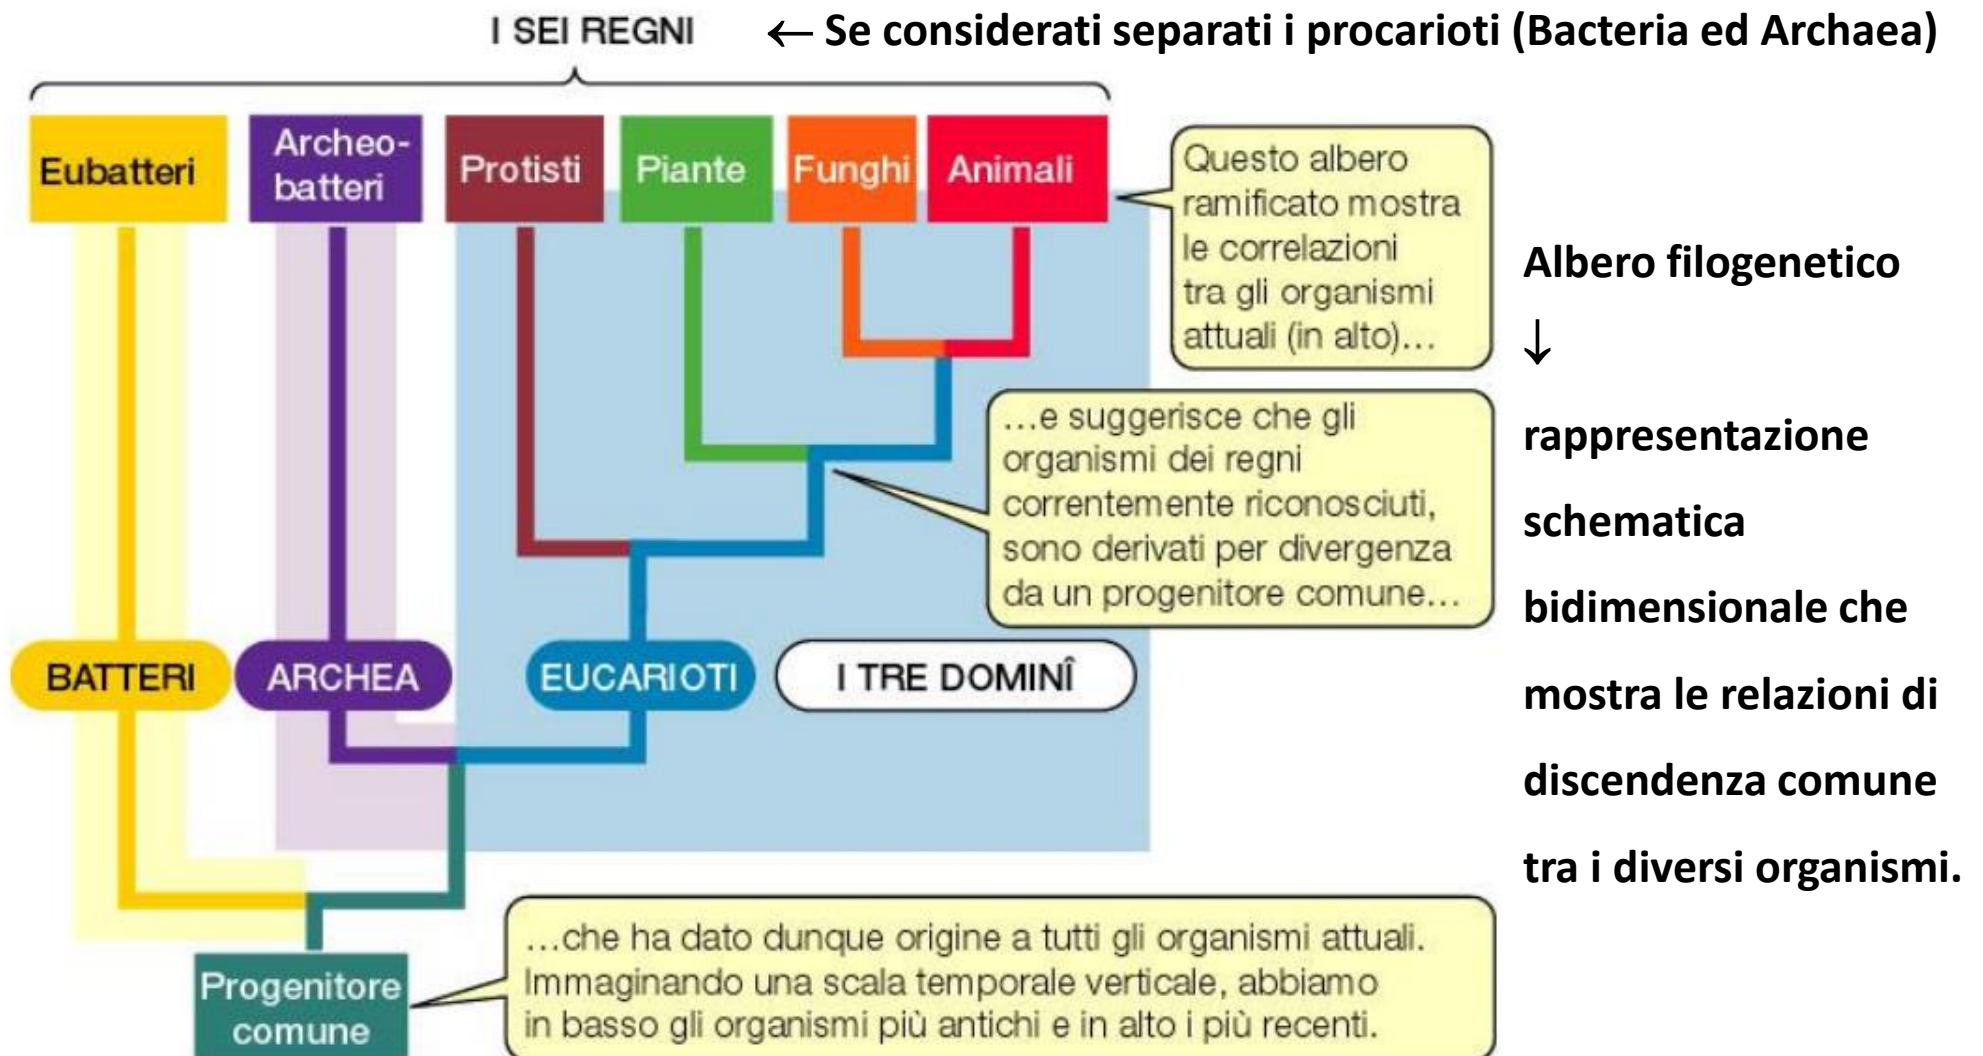 I SEI REGNI
← Se considerati separati i procarioti (Bacteria ed Archaea)
Eubatteri
Archeo-
batteri
Protisti
Piante
Funghi
Animali
Questo albero
ramificato mostra
le correlazioni
tra gli organismi
attuali (in alto)...
...e suggerisce che gli
organismi dei regni
correntemente riconosciuti,
sono derivati per divergenza
da un progenitore comune...
BATTERI
ARCHEA
EUCARIOTI
I TRE DOMINÎ
...che ha dato dunque origine a tutti gli organismi attuali.
Immaginando una scala temporale verticale, abbiamo
in basso gli organismi più antichi e in alto i più recenti.
Progenitore
comune
Albero filogenetico
↓
rappresentazione
schematica
bidimensionale che
mostra le relazioni di
discendenza comune
tra i diversi organismi.